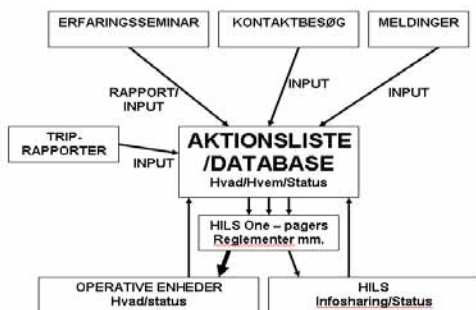 ERFARINGSSEMINAR
KONTAKTBESØG
MELDINGER
RAPPORT/
INPUT
INPUT
INPUT
TRIP-
RAPPORTER
INPUT
AKTIONSLISTE
/DATABASE
Hvad/Hvem/Status
HILS One – pagers
Reglementer mm.
OPERATIVE ENHEDER
Hvad/status
HILS
Infosharing/Status